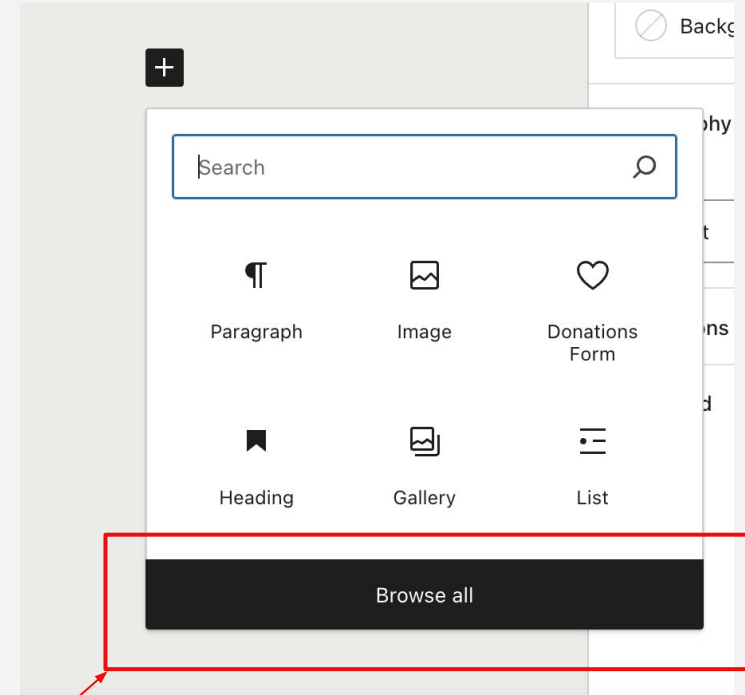 Search
Paragraph
Image
Donations
Form
Heading
Gallery
List
Browse all